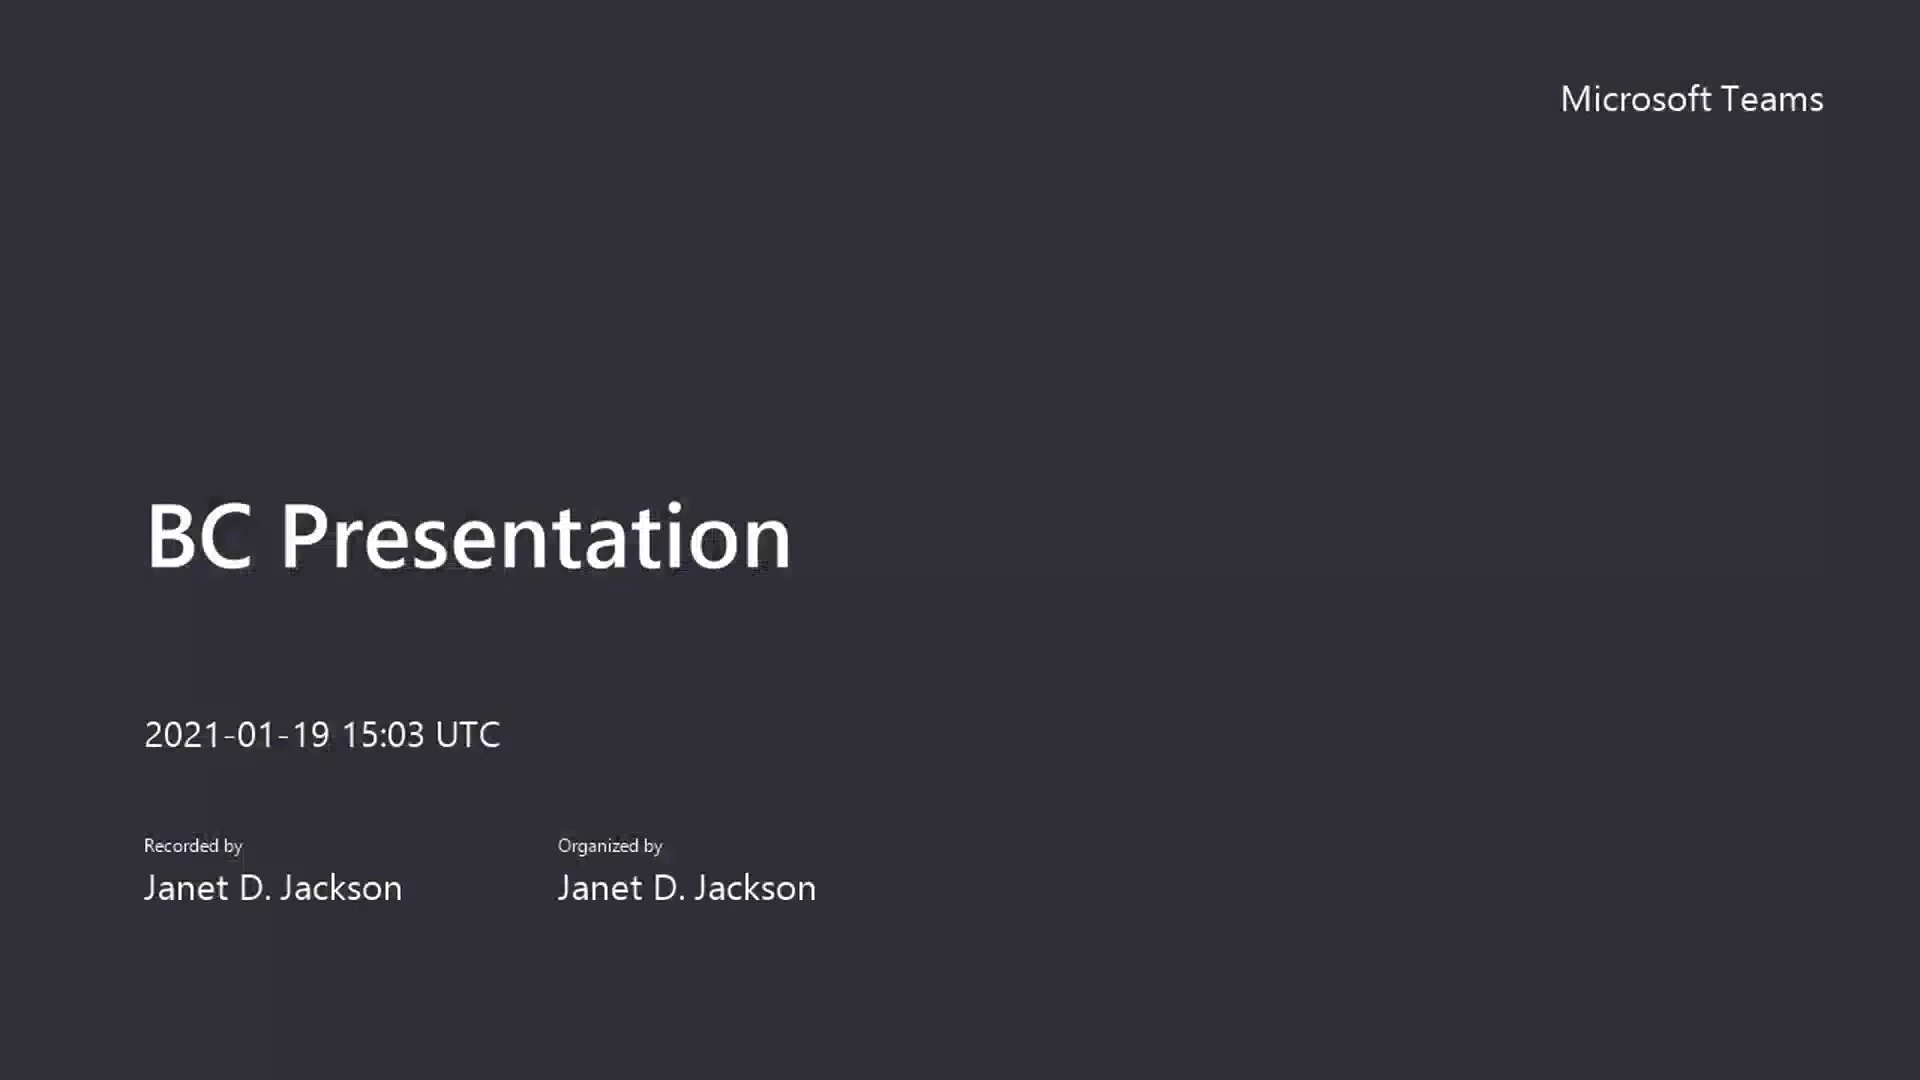 Microsoft Teams
BC Presentation
2021-01-19 15:03 UTC
Recorded by
Janet D. Jackson
Organized by
Janet D. Jackson